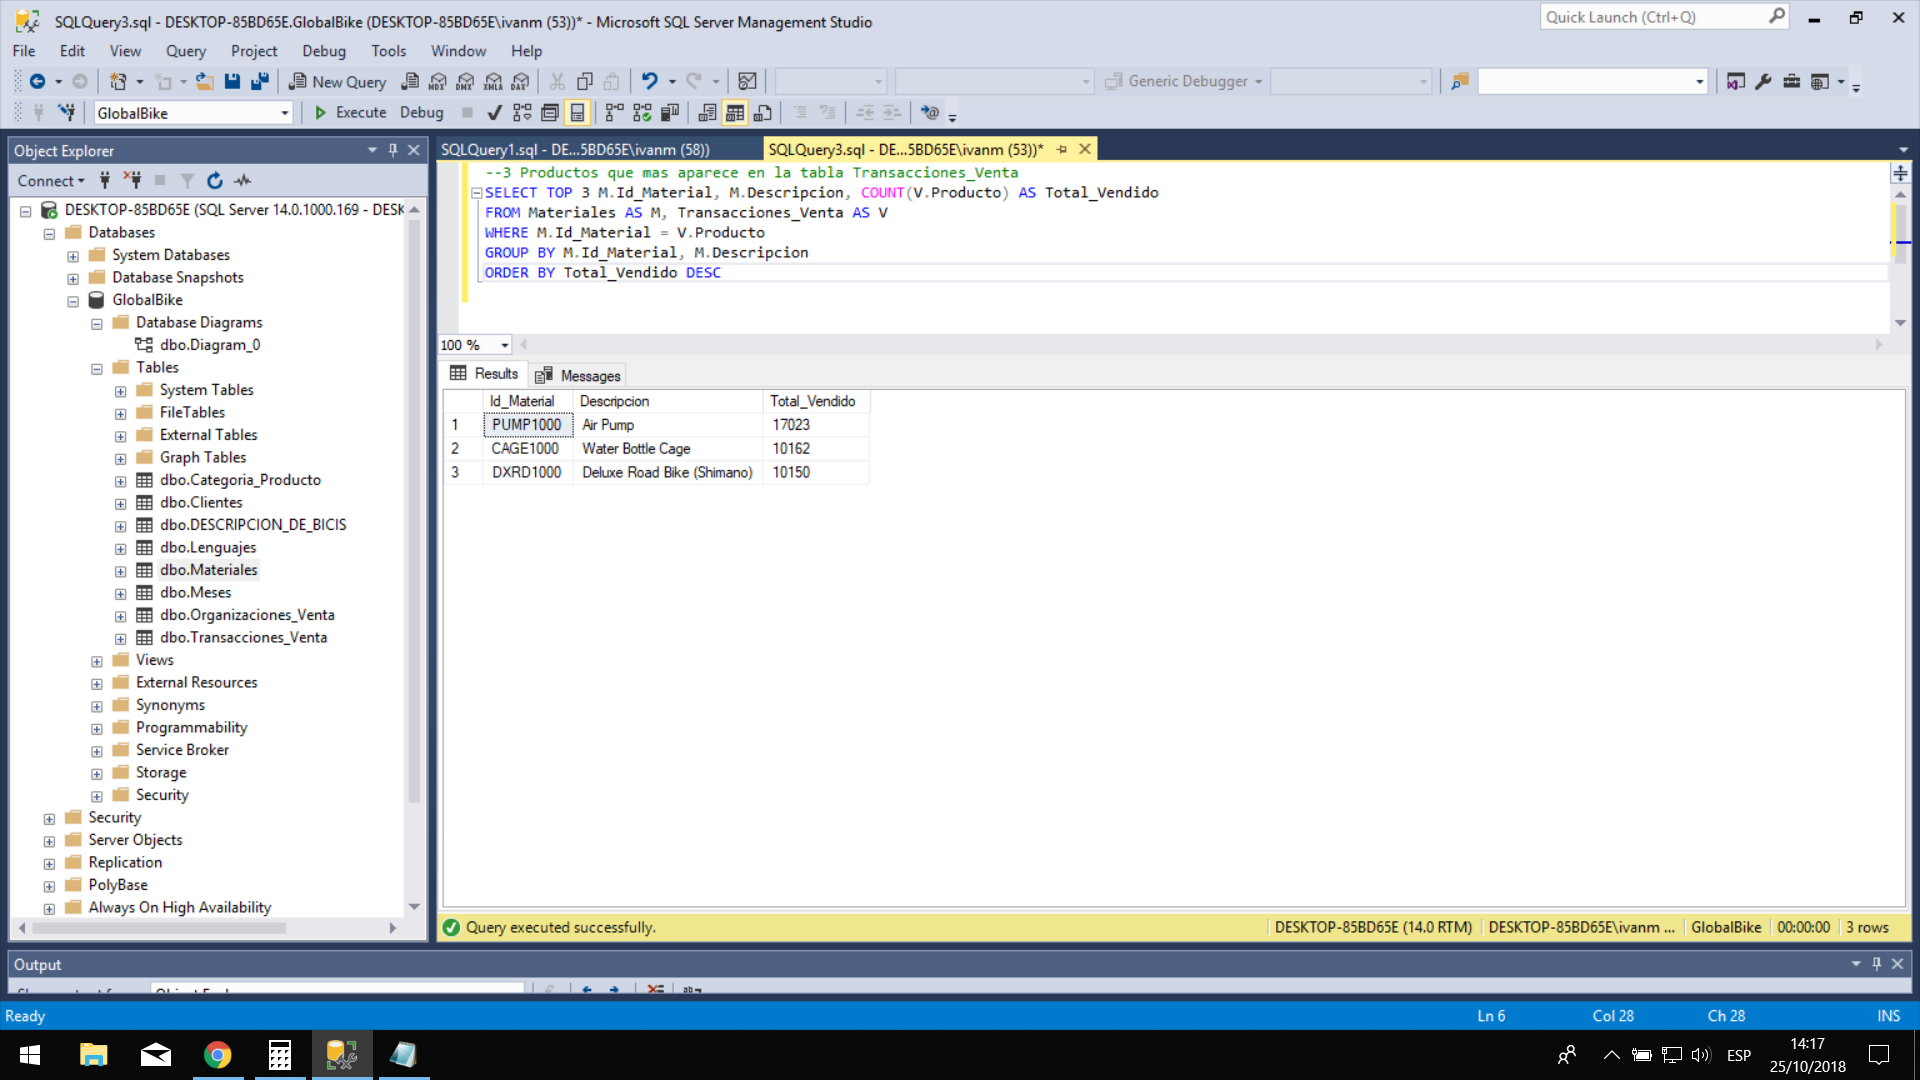 SQLQuery3.sql - DESKTOP-85BD65E.GlobalBike (DESKTOP-85BD65E\ivanm (53))* - Microsoft SQL Server Management Studio
Quick Launch (Ctrl+Q)
File Edit View Query Project Debug Tools Window Help
New Query
MDX DMX XMLA DAX
Generic Debugger
GlobalBike
Execute Debug
Object Explorer
Connect
DESKTOP-85BD65E (SQL Server 14.0.1000.169 - DESK
Databases
System Databases
Database Snapshots
GlobalBike
Database Diagrams
dbo.Diagram_0
Tables
System Tables
FileTables
External Tables
Graph Tables
dbo.Categoria_Producto
dbo.Clientes
dbo.DESCRIPCION_DE_BICIS
dbo.Lenguajes
dbo.Materiales
dbo.Meses
dbo.Organizaciones_Venta
dbo.Transacciones_Venta
Views
External Resources
Synonyms
Programmability
Service Broker
Storage
Security
Security
Server Objects
Replication
PolyBase
Always On High Availability
SQLQuery1.sql - DE...5BD65E\ivanm (58))
SQLQuery3.sql - DE...5BD65E\ivanm (53))*
--3 Productos que mas aparece en la tabla Transacciones_Venta
SELECT TOP 3 M.Id_Material, M.Descripcion, COUNT(V.Producto) AS Total_Vendido
FROM Materiales AS M, Transacciones_Venta AS V
WHERE M.Id_Material = V.Producto
GROUP BY M.Id_Material, M.Descripcion
ORDER BY Total_Vendido DESC
100 %
Results Messages
Id_Material Descripcion Total_Vendido
1 PUMP1000 Air Pump 17023
2 CAGE1000 Water Bottle Cage 10162
3 DXRD1000 Deluxe Road Bike (Shimano) 10150
Query executed successfully.
DESKTOP-85BD65E (14.0 RTM) DESKTOP-85BD65E\ivanm ... GlobalBike 00:00:00 3 rows
Output
Ready
Ln 6 Col 28 Ch 28 INS
ESP
14:17
25/10/2018